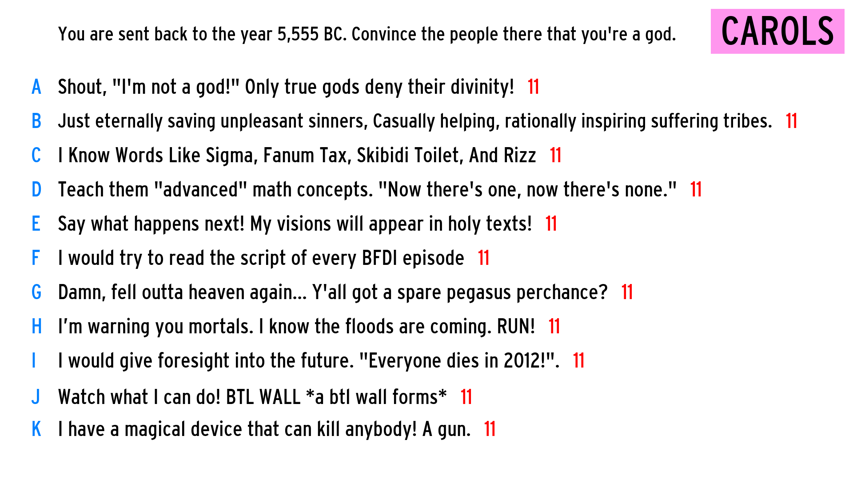 You are sent back to the year 5,555 BC. Convince the people there that you're a god.
CAROLS
A Shout, "I'm not a god!" Only true gods deny their divinity! 11
B Just eternally saving unpleasant sinners, Casually helping, rationally inspiring suffering tribes. 11
C I Know Words Like Sigma, Fanum Tax, Skibidi Toilet, And Rizz 11
D Teach them "advanced" math concepts. "Now there's one, now there's none." 11
E Say what happens next! My visions will appear in holy texts! 11
F I would try to read the script of every BFDI episode 11
G Damn, fell outta heaven again... Y'all got a spare pegasus perchance? 11
H I’m warning you mortals. I know the floods are coming. RUN! 11
I I would give foresight into the future. "Everyone dies in 2012!". 11
J Watch what I can do! BTL WALL *a btl wall forms* 11
K I have a magical device that can kill anybody! A gun. 11